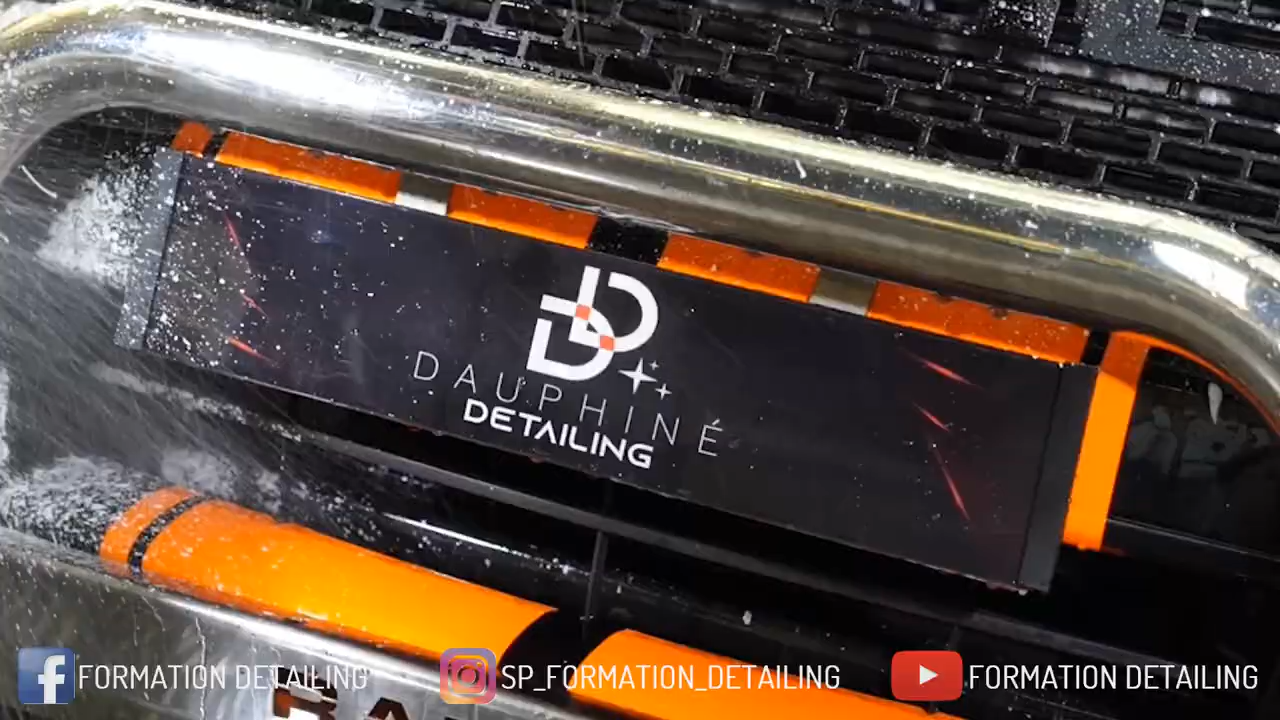 DAUPHINÉ
DETAILING
FORMATION DETAILING
SP_FORMATION_DETAILING
FORMATION DETAILING